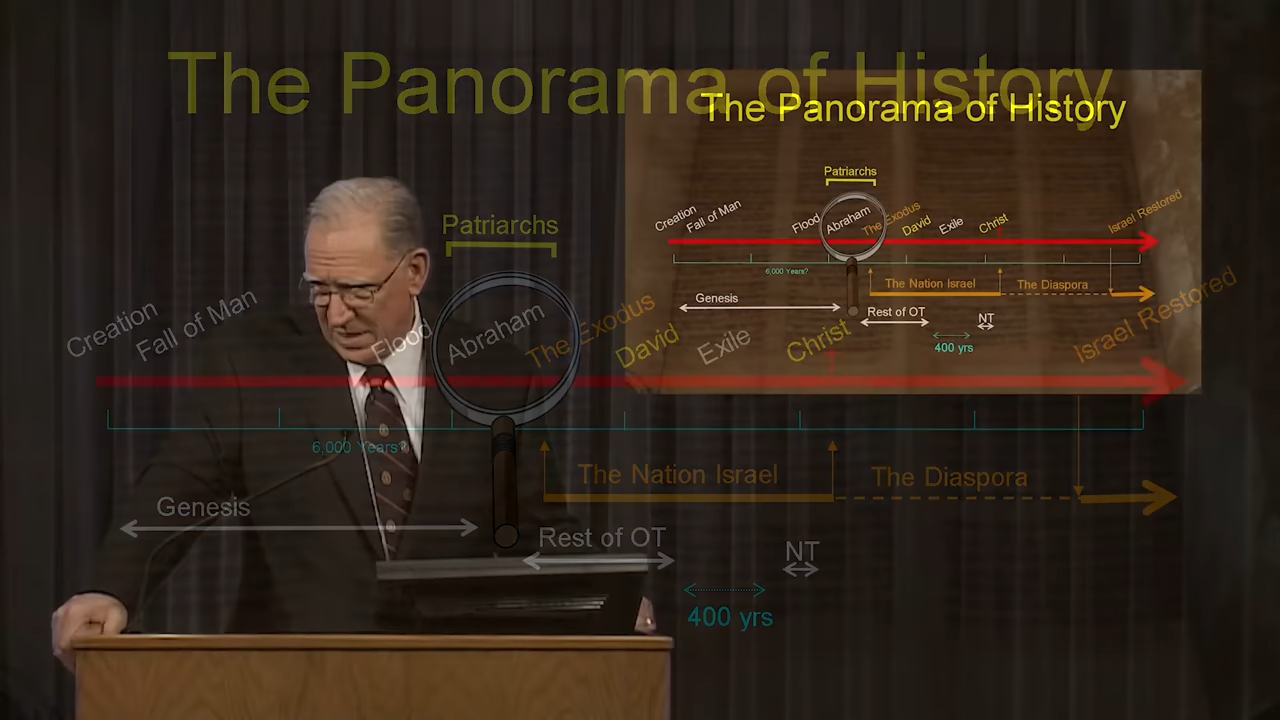 The Panorama of History
Patriarchs
Creation
Fall of Man
Flood
Abraham
The Exodus
David
Exile
Christ
Israel Restored
6,000 Years?
The Nation Israel
The Diaspora
Genesis
Rest of OT
NT
400 yrs
The Panorama of History
Patriarchs
Creation
Fall of Man
Flood
Abraham
The Exodus
David
Exile
Christ
Israel Restored
6,000 Years?
The Nation Israel
The Diaspora
Genesis
Rest of OT
NT
400 yrs